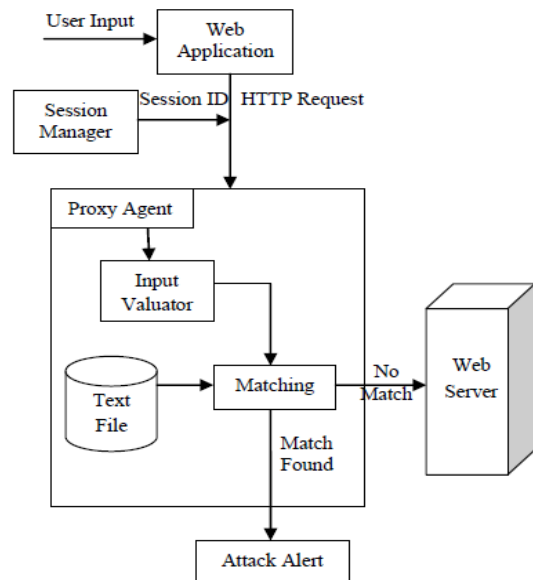 User Input
Web
Application
Session ID
HTTP Request
Session
Manager
Proxy Agent
Input
Valuator
Text
File
Matching
No
Match
Web
Server
Match
Found
Attack Alert